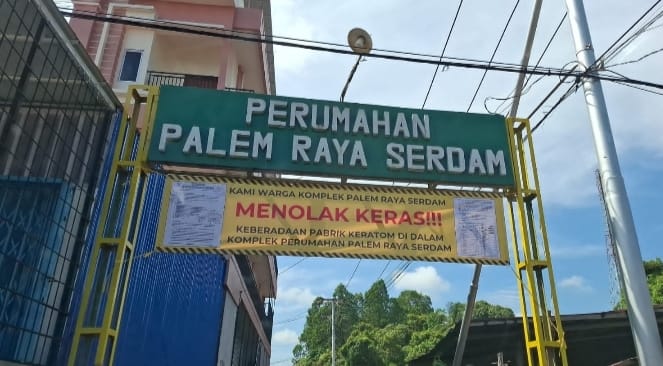 PERUMAHAN
PALEM RAYA SERDAM
KAMI WARGA KOMPLEK PALEM RAYA SERDAM
MENOLAK KERAS!!!
KEBERADAAN PABRIK KERATOM DI DALAM
KOMPLEK PERUMAHAN PALEM RAYA SERDAM